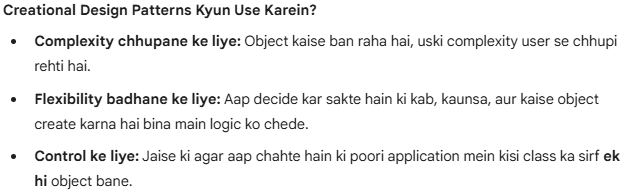 Creational Design Patterns Kyun Use Karein?
• Complexity chhupane ke liye: Object kaise ban raha hai, uski complexity user se chhupi
rehti hai.
• Flexibility badhane ke liye: Aap decide kar sakte hain ki kab, kaunsa, aur kaise object
create karna hai bina main logic ko chede.
• Control ke liye: Jaise ki agar aap chahte hain ki poori application mein kisi class ka sirf ek
hi object bane.